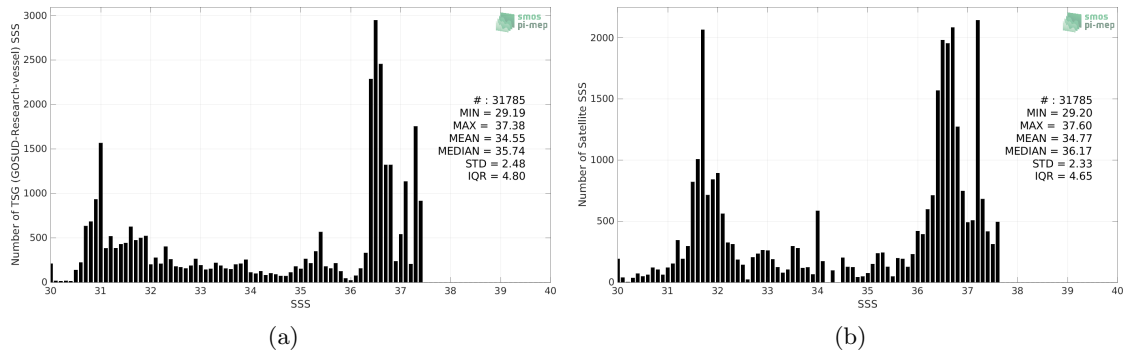 Number of TSG (GOSUD-Research-vessel) SSS
3000
2500
2000
1500
1000
500
0
30 31 32 33 34 35 36 37 38 39 40
SSS
smos
pi-mep
# : 31785
MIN = 29.19
MAX = 37.38
MEAN = 34.55
MEDIAN = 35.74
STD = 2.48
IQR = 4.80
(a)
Number of Satellite SSS
2000
1500
1000
500
0
30 31 32 33 34 35 36 37 38 39 40
SSS
smos
pi-mep
# : 31785
MIN = 29.20
MAX = 37.60
MEAN = 34.77
MEDIAN = 36.17
STD = 2.33
IQR = 4.65
(b)